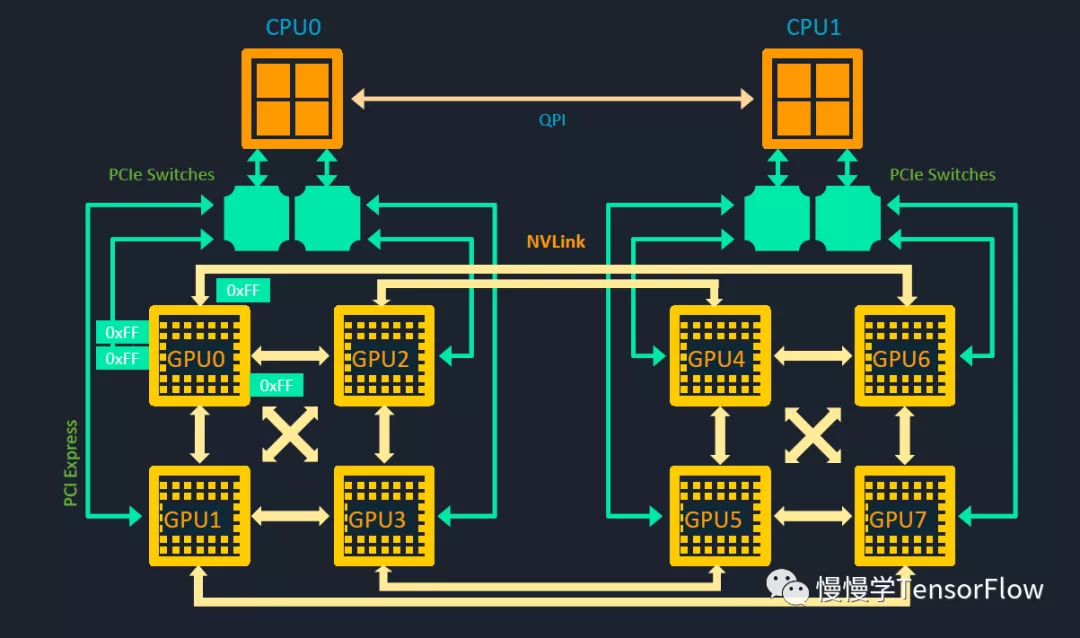 CPU0
CPU1
QPI
PCIe Switches
PCIe Switches
NVLink
0xFF
0xFF
0xFF
GPU0
GPU2
GPU4
GPU6
0xFF
PCI Express
GPU1
GPU3
GPU5
GPU7
慢慢学TensorFlow